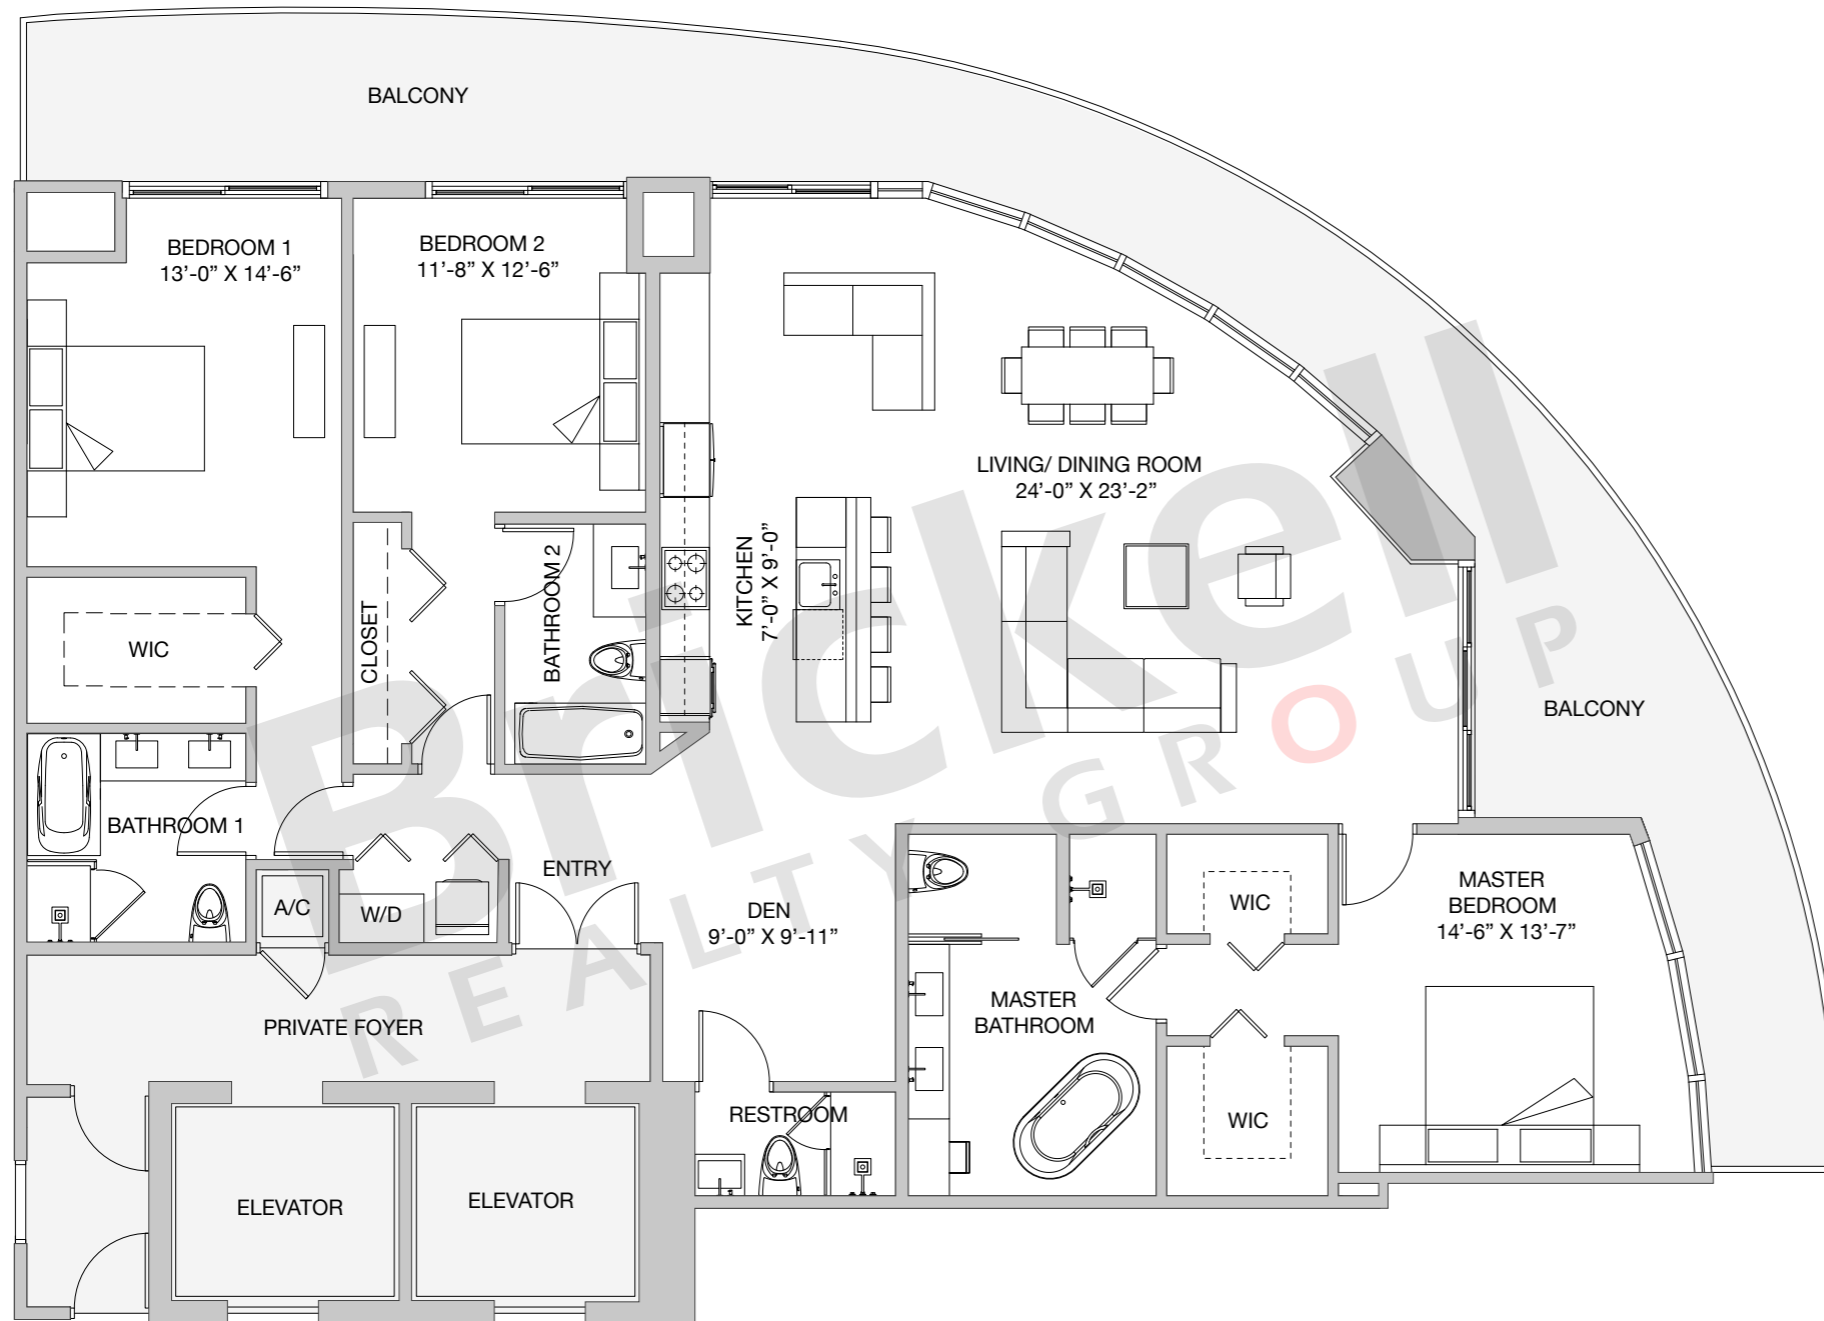 BALCONY
BEDROOM 1
13’-0” X 14’-6”
BEDROOM 2
11’-8” X 12’-6”
LIVING/ DINING ROOM
24’-0” X 23’-2”
KITCHEN
7’-0” X 9’-0”
WIC
CLOSET
BATHROOM 2
BALCONY
BATHROOM 1
ENTRY
A/C
W/D
DEN
9’-0” X 9’-11”
WIC
MASTER
BEDROOM
14’-6” X 13’-7”
MASTER
BATHROOM
PRIVATE FOYER
RESTROOM
WIC
ELEVATOR
ELEVATOR
Brickell
REALTY GROUP